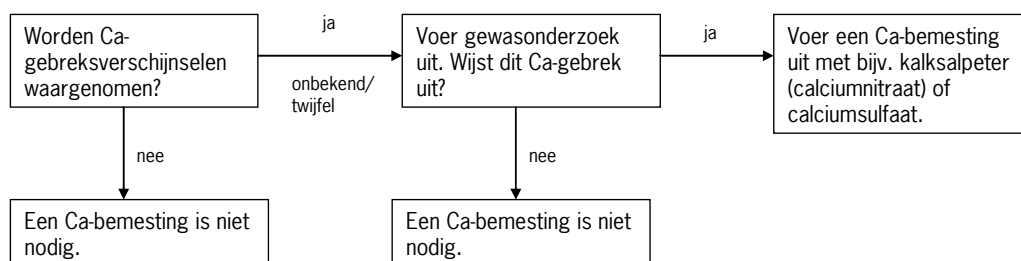 Worden Ca-
gebreksverschijnselen
waargenomen?
ja
onbekend/
twijfel
Voer gewasonderzoek
uit. Wijst dit Ca-gebrek
uit?
ja
Voer een Ca-bemesting
uit met bijv. kalksalpeter
(calciumnitraat) of
calciumsulfaat.
nee
nee
Een Ca-bemesting is niet
nodig.
Een Ca-bemesting is niet
nodig.